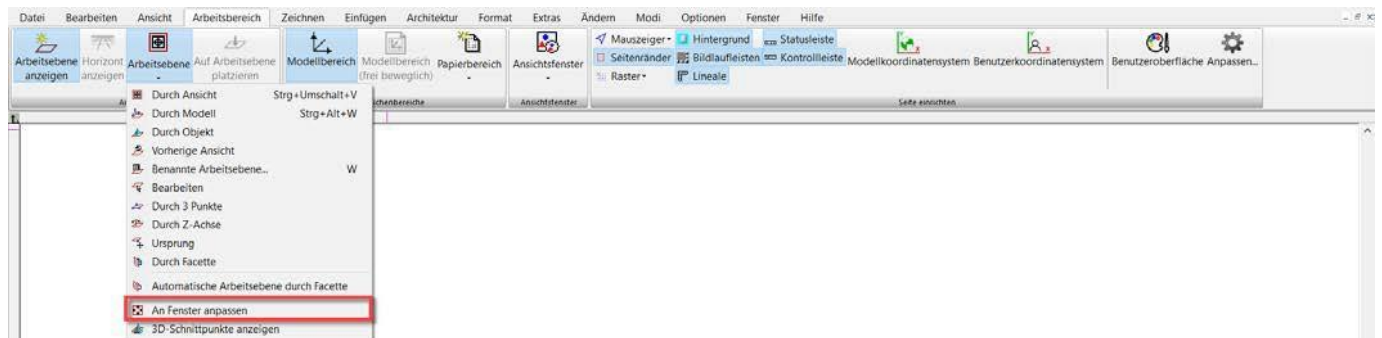 Datei Bearbeiten Ansicht Arbeitsbereich Zeichnen Einfügen Architektur Format Extras Ändern Modi Optionen Fenster Hilfe
Arbeitsebene anzeigen
Horizont anzeigen
Arbeitsebene
Auf Arbeitsebene platzieren
Modellbereich
Modellbereich (frei beweglich)
Papierbereich
Ansichtsfenster
Mauszeiger
Hintergrund
Statusleiste
Seitenränder
Bildlaufleisten
Kontrollleiste
Raster
Lineale
Modellkoordinatensystem
Benutzerkoordinatensystem
Benutzeroberfläche
Anpassen...
Ansichtsfenster
Seite einrichten
Durch Ansicht Strg+Umschalt+V
Durch Modell Strg+Alt+W
Durch Objekt
Vorherige Ansicht
Benannte Arbeitsebene... W
Bearbeiten
Durch 3 Punkte
Durch Z-Achse
Ursprung
Durch Facette
Automatische Arbeitsebene durch Facette
An Fenster anpassen
3D-Schnittpunkte anzeigen